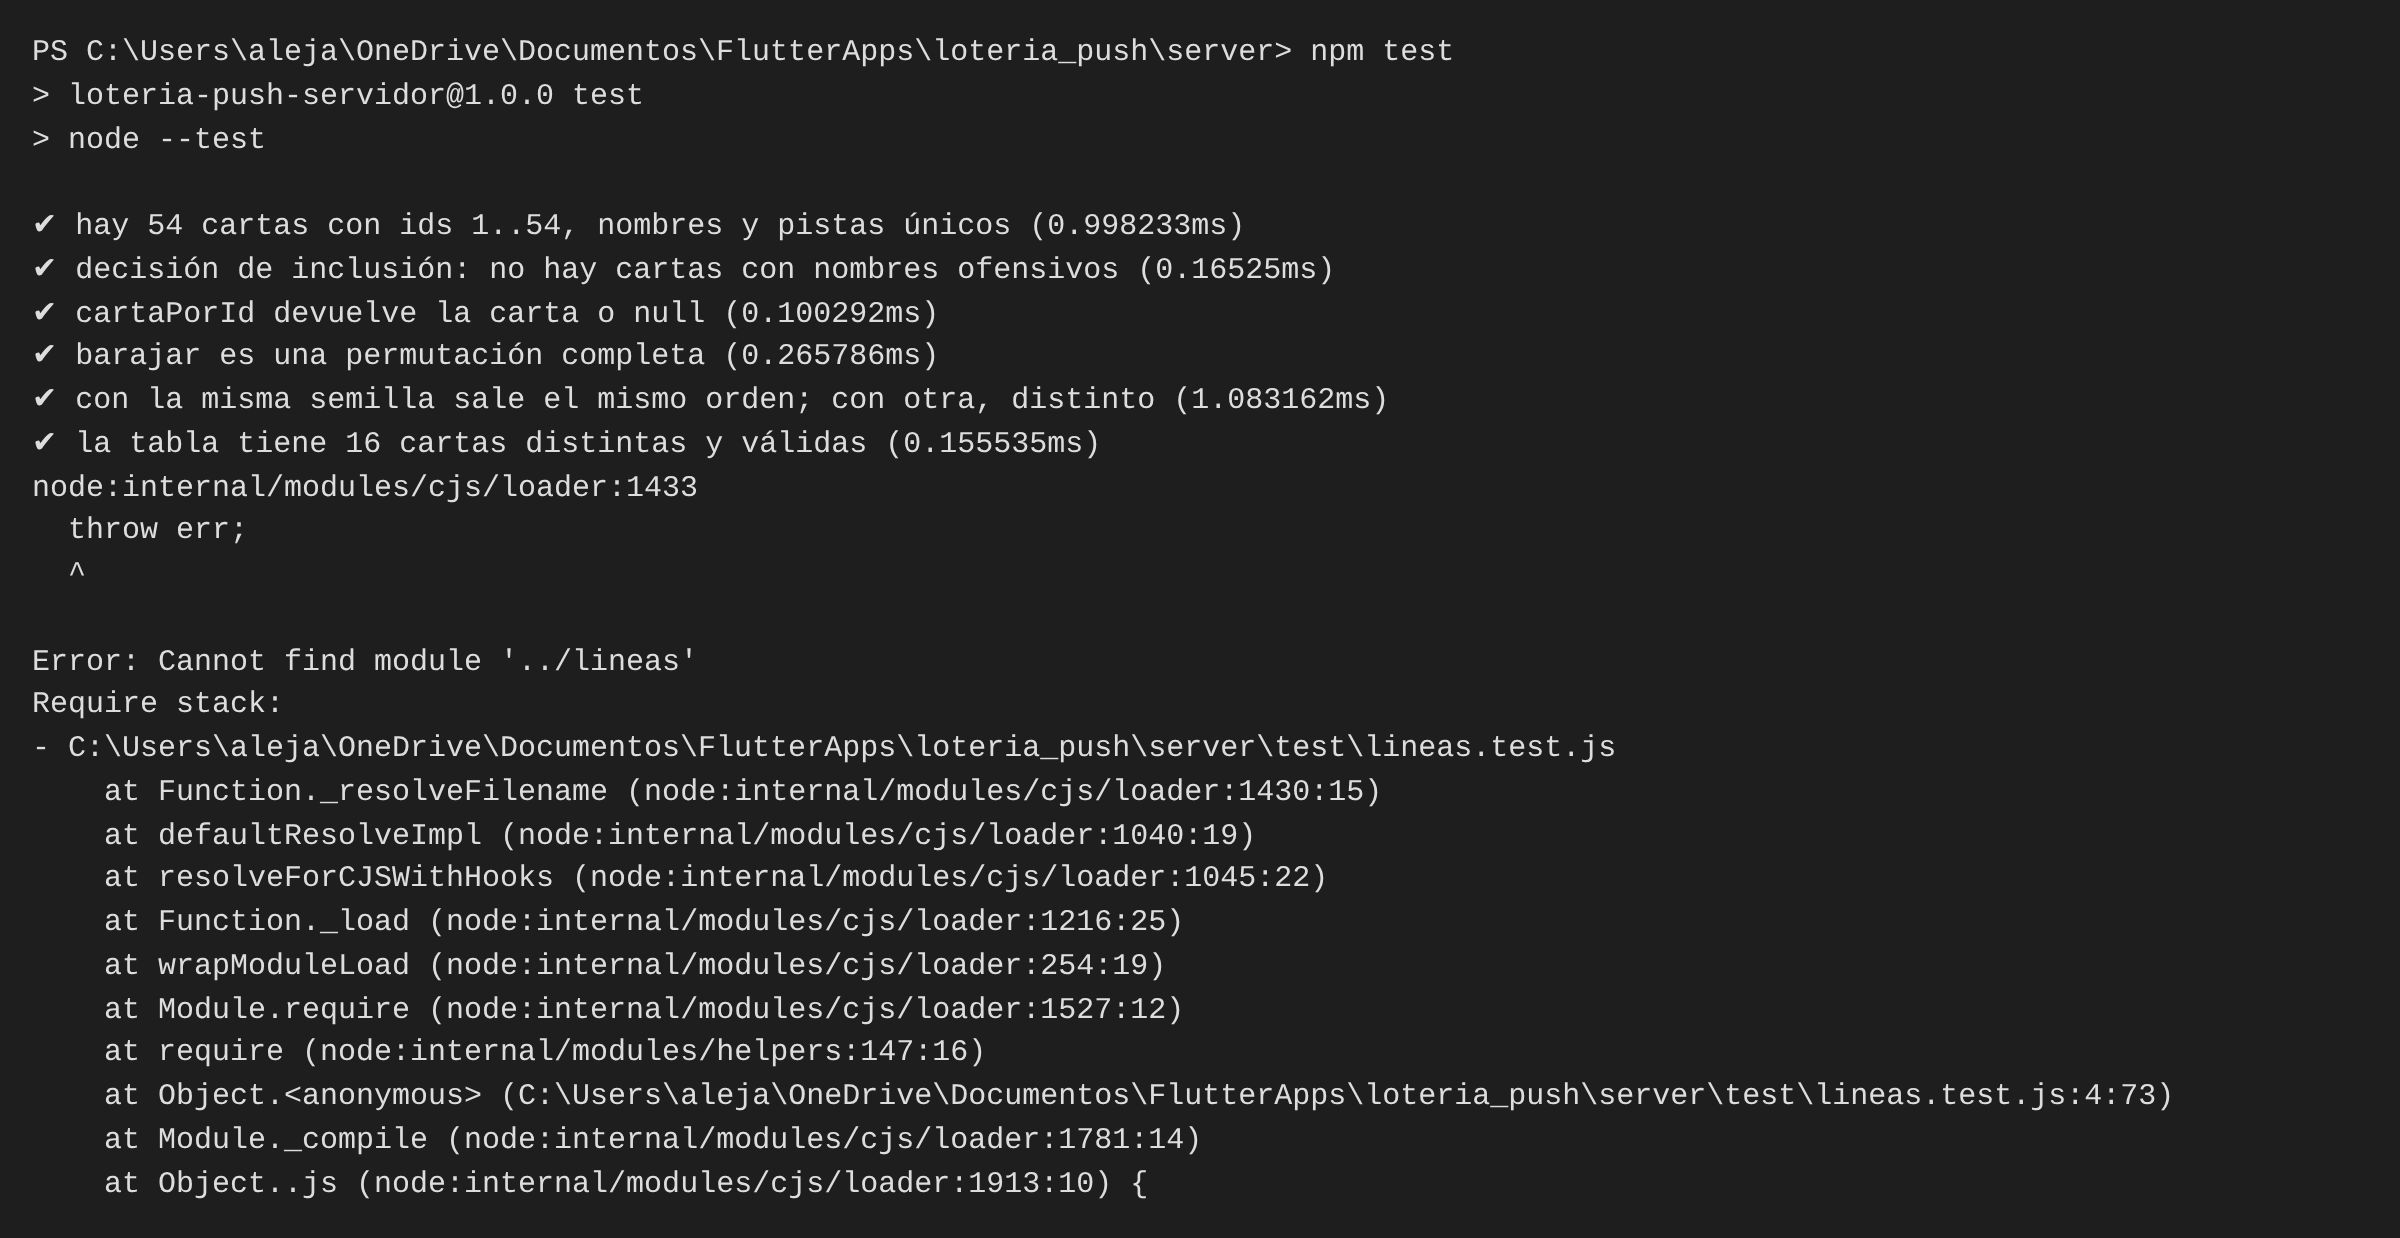 PS C:\Users\aleja\OneDrive\Documentos\FlutterApps\loteria_push\server> npm test
> loteria-push-servidor@1.0.0 test
> node --test
✔ hay 54 cartas con ids 1..54, nombres y pistas únicos (0.998233ms)
✔ decisión de inclusión: no hay cartas con nombres ofensivos (0.16525ms)
✔ cartaPorId devuelve la carta o null (0.100292ms)
✔ barajar es una permutación completa (0.265786ms)
✔ con la misma semilla sale el mismo orden; con otra, distinto (1.083162ms)
✔ la tabla tiene 16 cartas distintas y válidas (0.155535ms)
node:internal/modules/cjs/loader:1433
  throw err;
  ^
Error: Cannot find module '../lineas'
Require stack:
- C:\Users\aleja\OneDrive\Documentos\FlutterApps\loteria_push\server\test\lineas.test.js
    at Function._resolveFilename (node:internal/modules/cjs/loader:1430:15)
    at defaultResolveImpl (node:internal/modules/cjs/loader:1040:19)
    at resolveForCJSWithHooks (node:internal/modules/cjs/loader:1045:22)
    at Function._load (node:internal/modules/cjs/loader:1216:25)
    at wrapModuleLoad (node:internal/modules/cjs/loader:254:19)
    at Module.require (node:internal/modules/cjs/loader:1527:12)
    at require (node:internal/modules/helpers:147:16)
    at Object.<anonymous> (C:\Users\aleja\OneDrive\Documentos\FlutterApps\loteria_push\server\test\lineas.test.js:4:73)
    at Module._compile (node:internal/modules/cjs/loader:1781:14)
    at Object..js (node:internal/modules/cjs/loader:1913:10) {